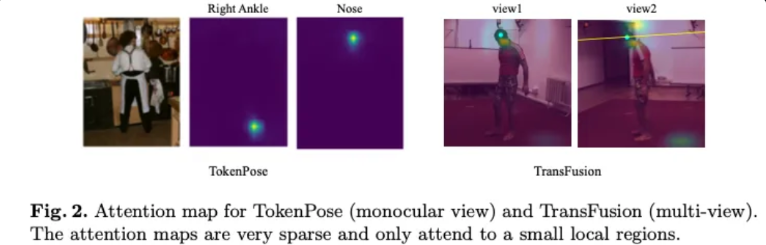 Right Ankle Nose view1 view2
TokenPose TransFusion
Fig. 2. Attention map for TokenPose (monocular view) and TransFusion (multi-view).
The attention maps are very sparse and only attend to a small local regions.